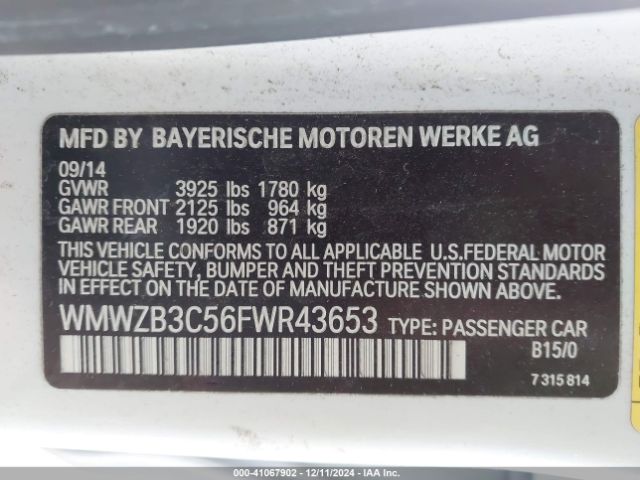 MFD BY BAYERISCHE MOTOREN WERKE AG
09/14
GVWR 3925 lbs 1780 kg
GAWR FRONT 2125 lbs 964 kg
GAWR REAR 1920 lbs 871 kg
THIS VEHICLE CONFORMS TO ALL APPLICABLE U.S.FEDERAL MOTOR
VEHICLE SAFETY, BUMPER AND THEFT PREVENTION STANDARDS
IN EFFECT ON THE DATE OF MANUFACTURE SHOWN ABOVE.
WMWZB3C56FWR43653 TYPE: PASSENGER CAR
B15/0
7 315 814
000-41067902 - 12/11/2024 - IAA, Inc.